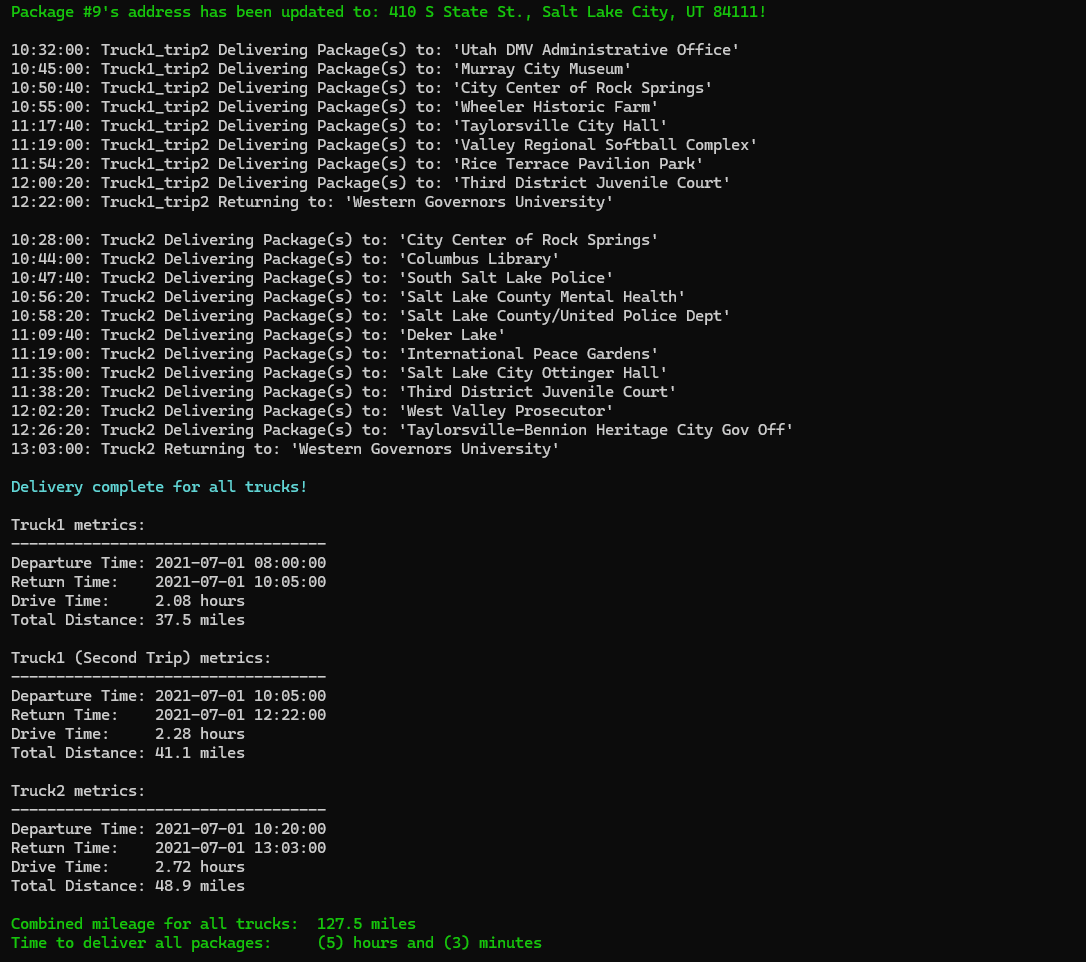 Package #9's address has been updated to: 410 S State St., Salt Lake City, UT 84111!
10:32:00: Truck1_trip2 Delivering Package(s) to: 'Utah DMV Administrative Office'
10:45:00: Truck1_trip2 Delivering Package(s) to: 'Murray City Museum'
10:50:40: Truck1_trip2 Delivering Package(s) to: 'City Center of Rock Springs'
10:55:00: Truck1_trip2 Delivering Package(s) to: 'Wheeler Historic Farm'
11:17:40: Truck1_trip2 Delivering Package(s) to: 'Taylorsville City Hall'
11:19:00: Truck1_trip2 Delivering Package(s) to: 'Valley Regional Softball Complex'
11:54:20: Truck1_trip2 Delivering Package(s) to: 'Rice Terrace Pavilion Park'
12:00:20: Truck1_trip2 Delivering Package(s) to: 'Third District Juvenile Court'
12:22:00: Truck1_trip2 Returning to: 'Western Governors University'
10:28:00: Truck2 Delivering Package(s) to: 'City Center of Rock Springs'
10:44:00: Truck2 Delivering Package(s) to: 'Columbus Library'
10:47:40: Truck2 Delivering Package(s) to: 'South Salt Lake Police'
10:56:20: Truck2 Delivering Package(s) to: 'Salt Lake County Mental Health'
10:58:20: Truck2 Delivering Package(s) to: 'Salt Lake County/United Police Dept'
11:09:40: Truck2 Delivering Package(s) to: 'Deker Lake'
11:19:00: Truck2 Delivering Package(s) to: 'International Peace Gardens'
11:35:00: Truck2 Delivering Package(s) to: 'Salt Lake City Ottinger Hall'
11:38:20: Truck2 Delivering Package(s) to: 'Third District Juvenile Court'
12:02:20: Truck2 Delivering Package(s) to: 'West Valley Prosecutor'
12:26:20: Truck2 Delivering Package(s) to: 'Taylorsville-Bennion Heritage City Gov Off'
13:03:00: Truck2 Returning to: 'Western Governors University'
Delivery complete for all trucks!
Truck1 metrics:
-----------------------------------
Departure Time: 2021-07-01 08:00:00
Return Time:    2021-07-01 10:05:00
Drive Time:     2.08 hours
Total Distance: 37.5 miles
Truck1 (Second Trip) metrics:
-----------------------------------
Departure Time: 2021-07-01 10:05:00
Return Time:    2021-07-01 12:22:00
Drive Time:     2.28 hours
Total Distance: 41.1 miles
Truck2 metrics:
-----------------------------------
Departure Time: 2021-07-01 10:20:00
Return Time:    2021-07-01 13:03:00
Drive Time:     2.72 hours
Total Distance: 48.9 miles
Combined mileage for all trucks:  127.5 miles
Time to deliver all packages:     (5) hours and (3) minutes